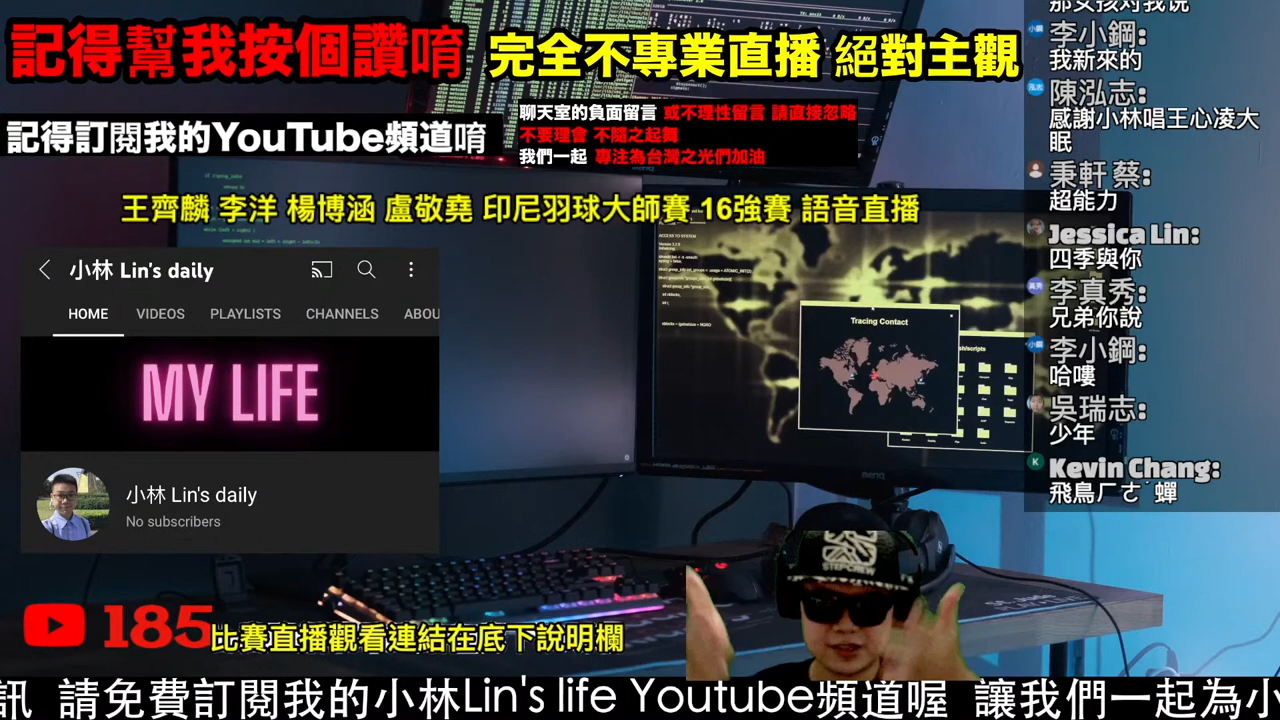 記得幫我按個讚唷
完全不專業直播 絕對主觀
聊天室的負面留言 或不理性留言 請直接忽略
不要理會 不隨之起舞
我們一起 專注為台灣之光們加油
記得訂閱我的YouTube頻道唷
王齊麟 李洋 楊博涵 盧敬堯 印尼羽球大師賽 16強賽 語音直播
小林 Lin's daily
HOME VIDEOS PLAYLISTS CHANNELS ABOU
MY LIFE
小林 Lin's daily
No subscribers
Tracing Contact
BenQ
STEPCREW
185
比賽直播觀看連結在底下說明欄
那女孩对我说
李小鋼:
我新來的
陳泓志:
感謝小林唱王心凌大
眠
秉軒 蔡:
超能力
Jessica Lin:
四季與你
李真秀:
兄弟你說
李小鋼:
哈嘍
吳瑞志:
少年
Kevin Chang:
飛鳥ㄏㄜˊ蟬
訊 請免費訂閱我的小林Lin's life Youtube頻道喔 讓我們一起為小